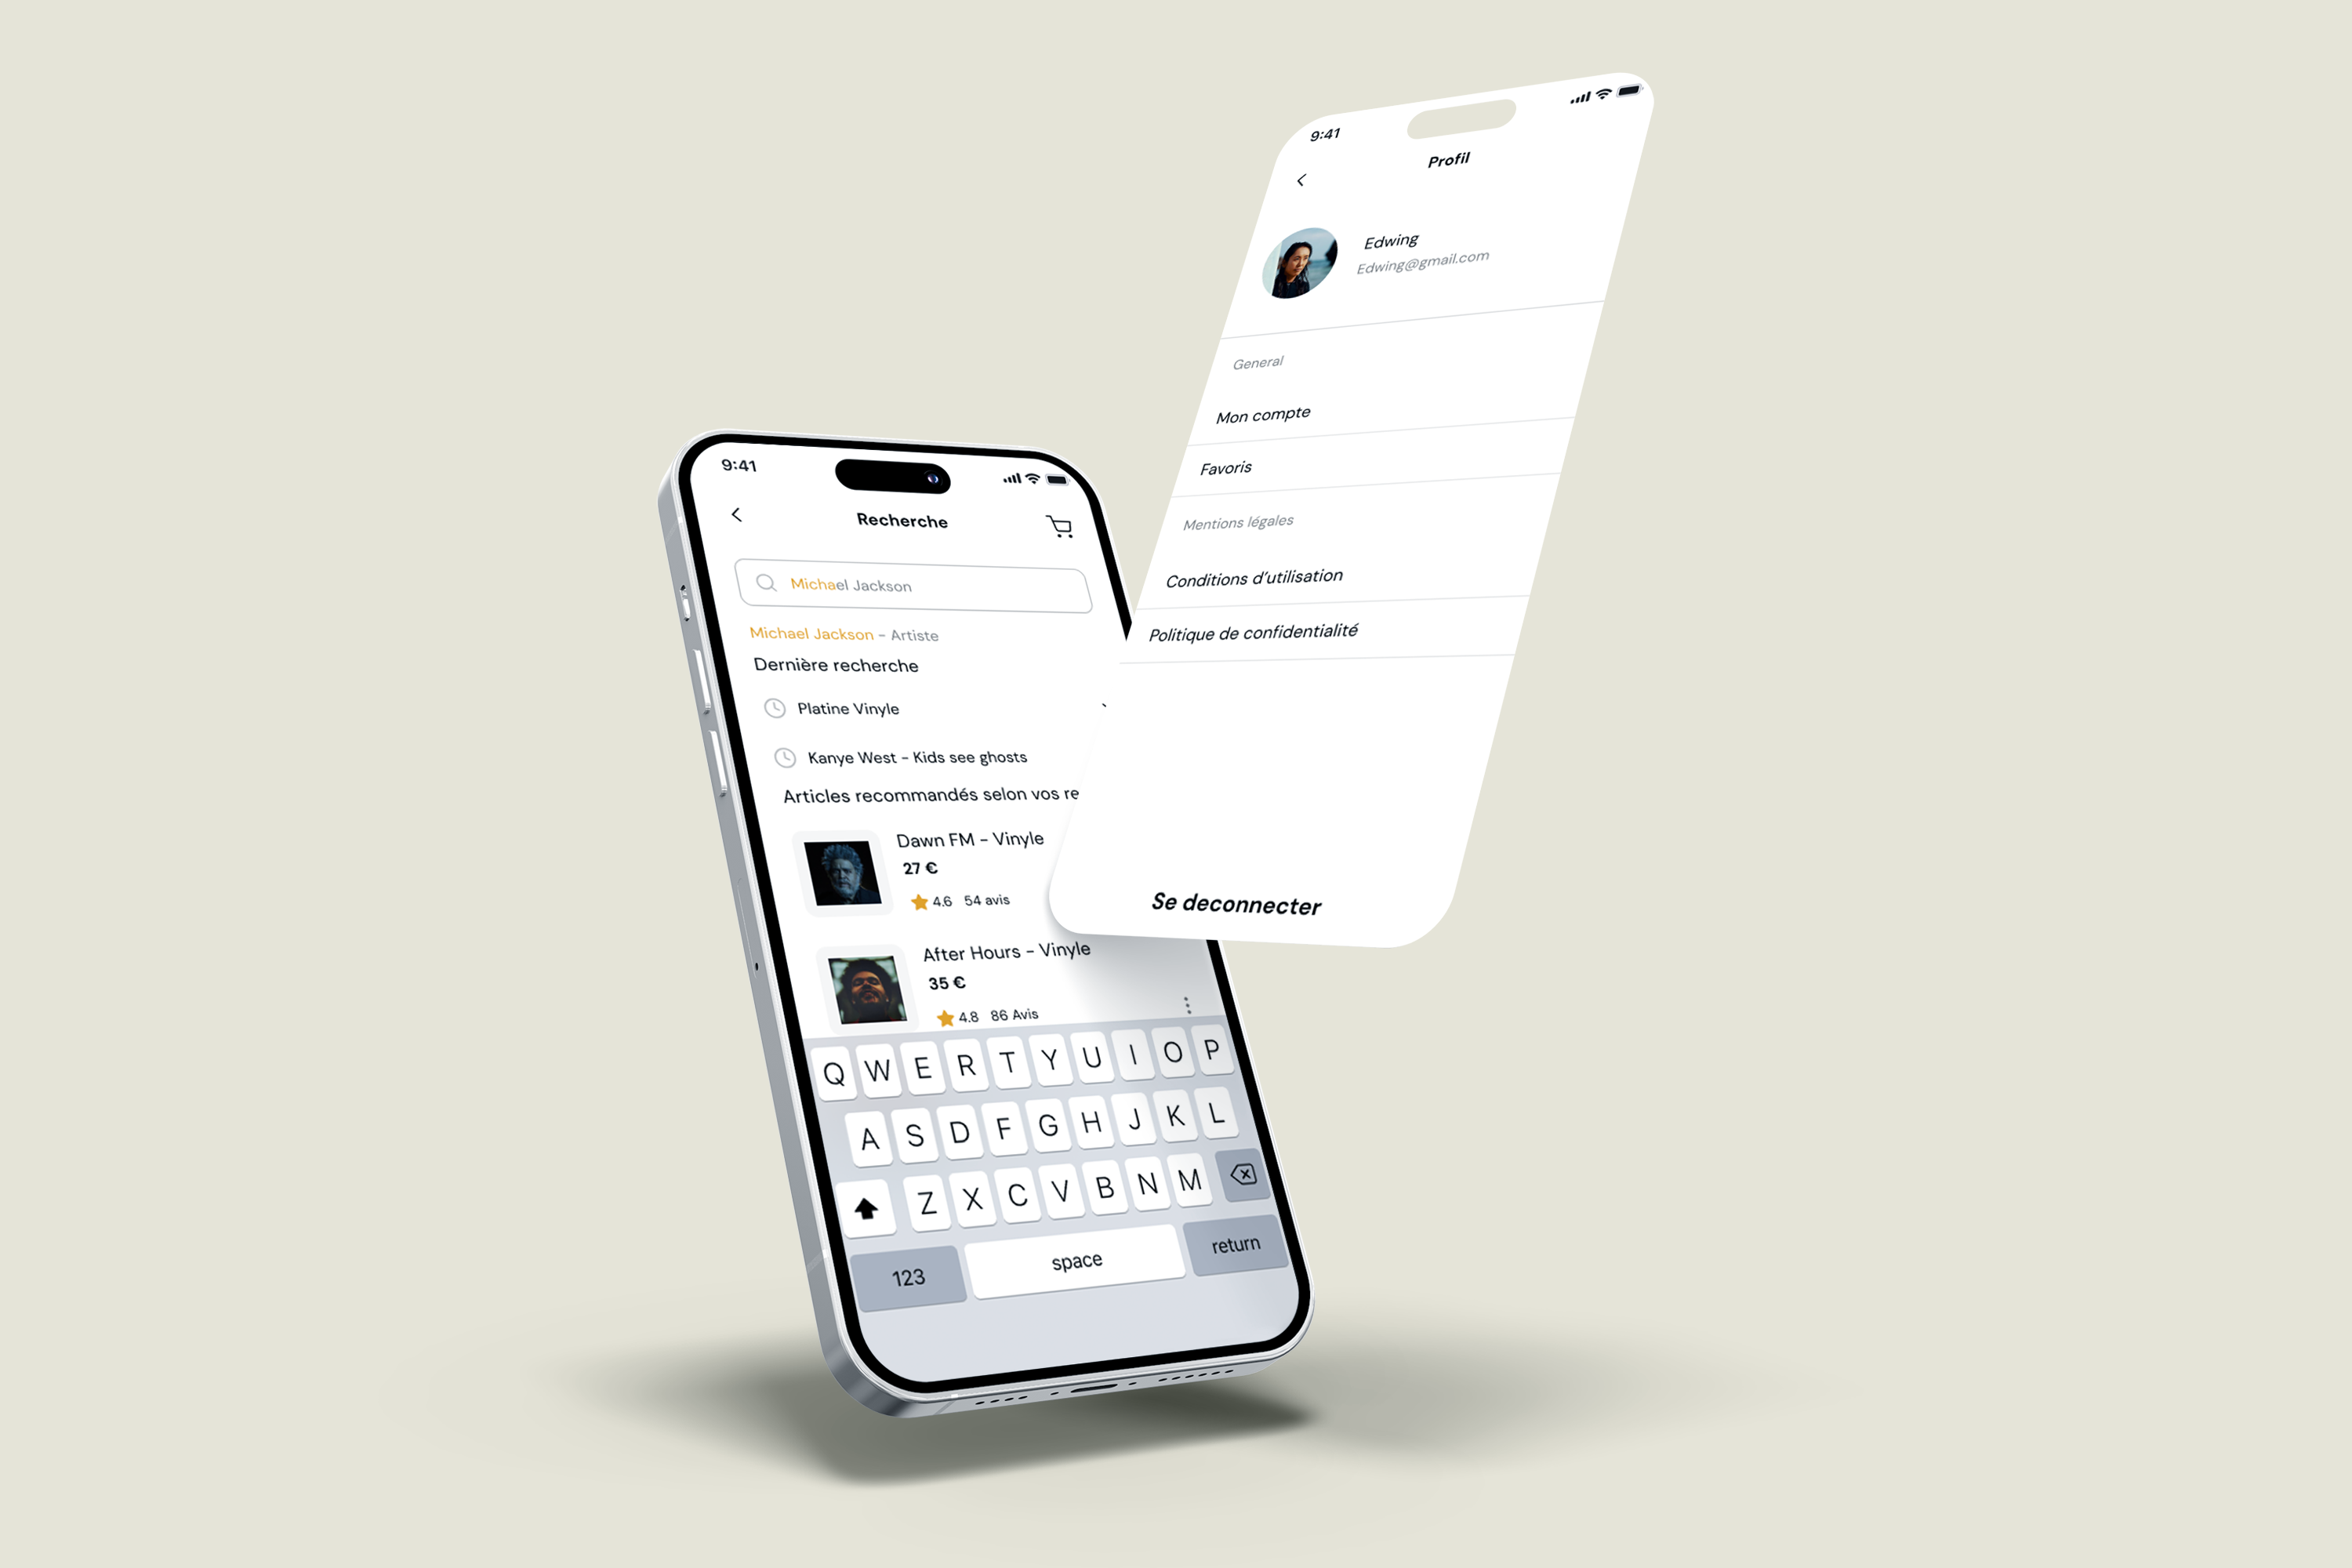 9:41
Recherche
Michael Jackson
Michael Jackson - Artiste
Dernière recherche
Platine Vinyle
Kanye West - Kids see ghosts
Articles recommandés selon vos
Dawn FM - Vinyle
27 €
4.6 54 avis
After Hours - Vinyle
35 €
4.8 86 Avis
Q W E R T Y U I O P
A S D F G H J K L
Z X C V B N M
123 space return
9:41
Profil
Edwing
Edwing@gmail.com
General
Mon compte
Favoris
Mentions légales
Conditions d’utilisation
Politique de confidentialité
Se deconnecter